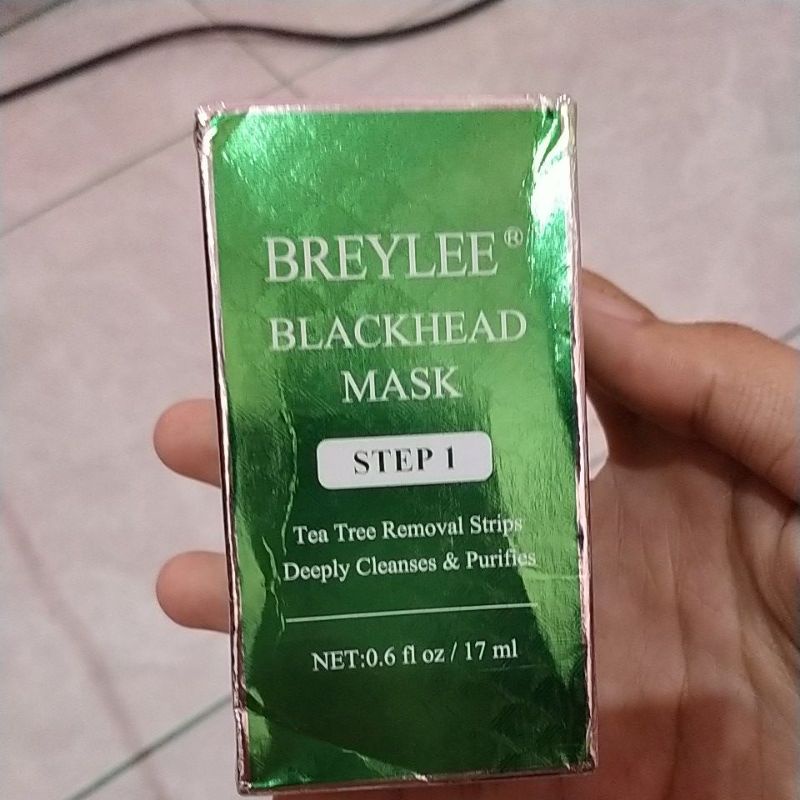 BREYLEE®
BLACKHEAD
MASK
STEP 1
Tea Tree Removal Strips
Deeply Cleanses & Purifies
NET:0.6 fl oz / 17 ml